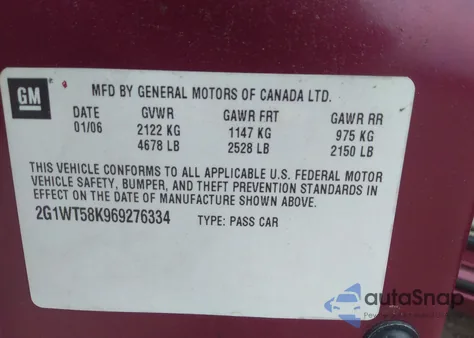 GM
MFD BY GENERAL MOTORS OF CANADA LTD.
DATE GVWR GAWR FRT GAWR RR
01/06 2122 KG 1147 KG 975 KG
4678 LB 2528 LB 2150 LB
THIS VEHICLE CONFORMS TO ALL APPLICABLE U.S. FEDERAL MOTOR
VEHICLE SAFETY, BUMPER, AND THEFT PREVENTION STANDARDS IN
EFFECT ON THE DATE OF MANUFACTURE SHOWN ABOVE.
2G1WT58K969276334 TYPE: PASS CAR
autoSnap